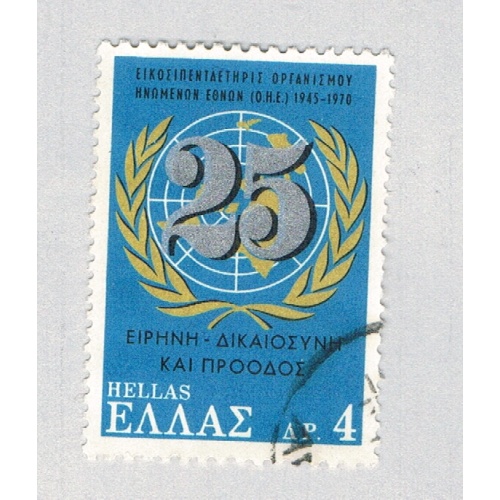 ΕΙΚΟΣΙΠΕΝΤΑΕΤΗΡΙΣ ΟΡΓΑΝΙΣΜΟΥ
ΗΝΩΜΕΝΩΝ ΕΘΝΩΝ (Ο.Η.Ε.) 1945-1970
25
ΕΙΡΗΝΗ - ΔΙΚΑΙΟΣΥΝΗ
ΚΑΙ ΠΡΟΟΔΟΣ
HELLAS
ΕΛΛΑΣ ΔΡ. 4